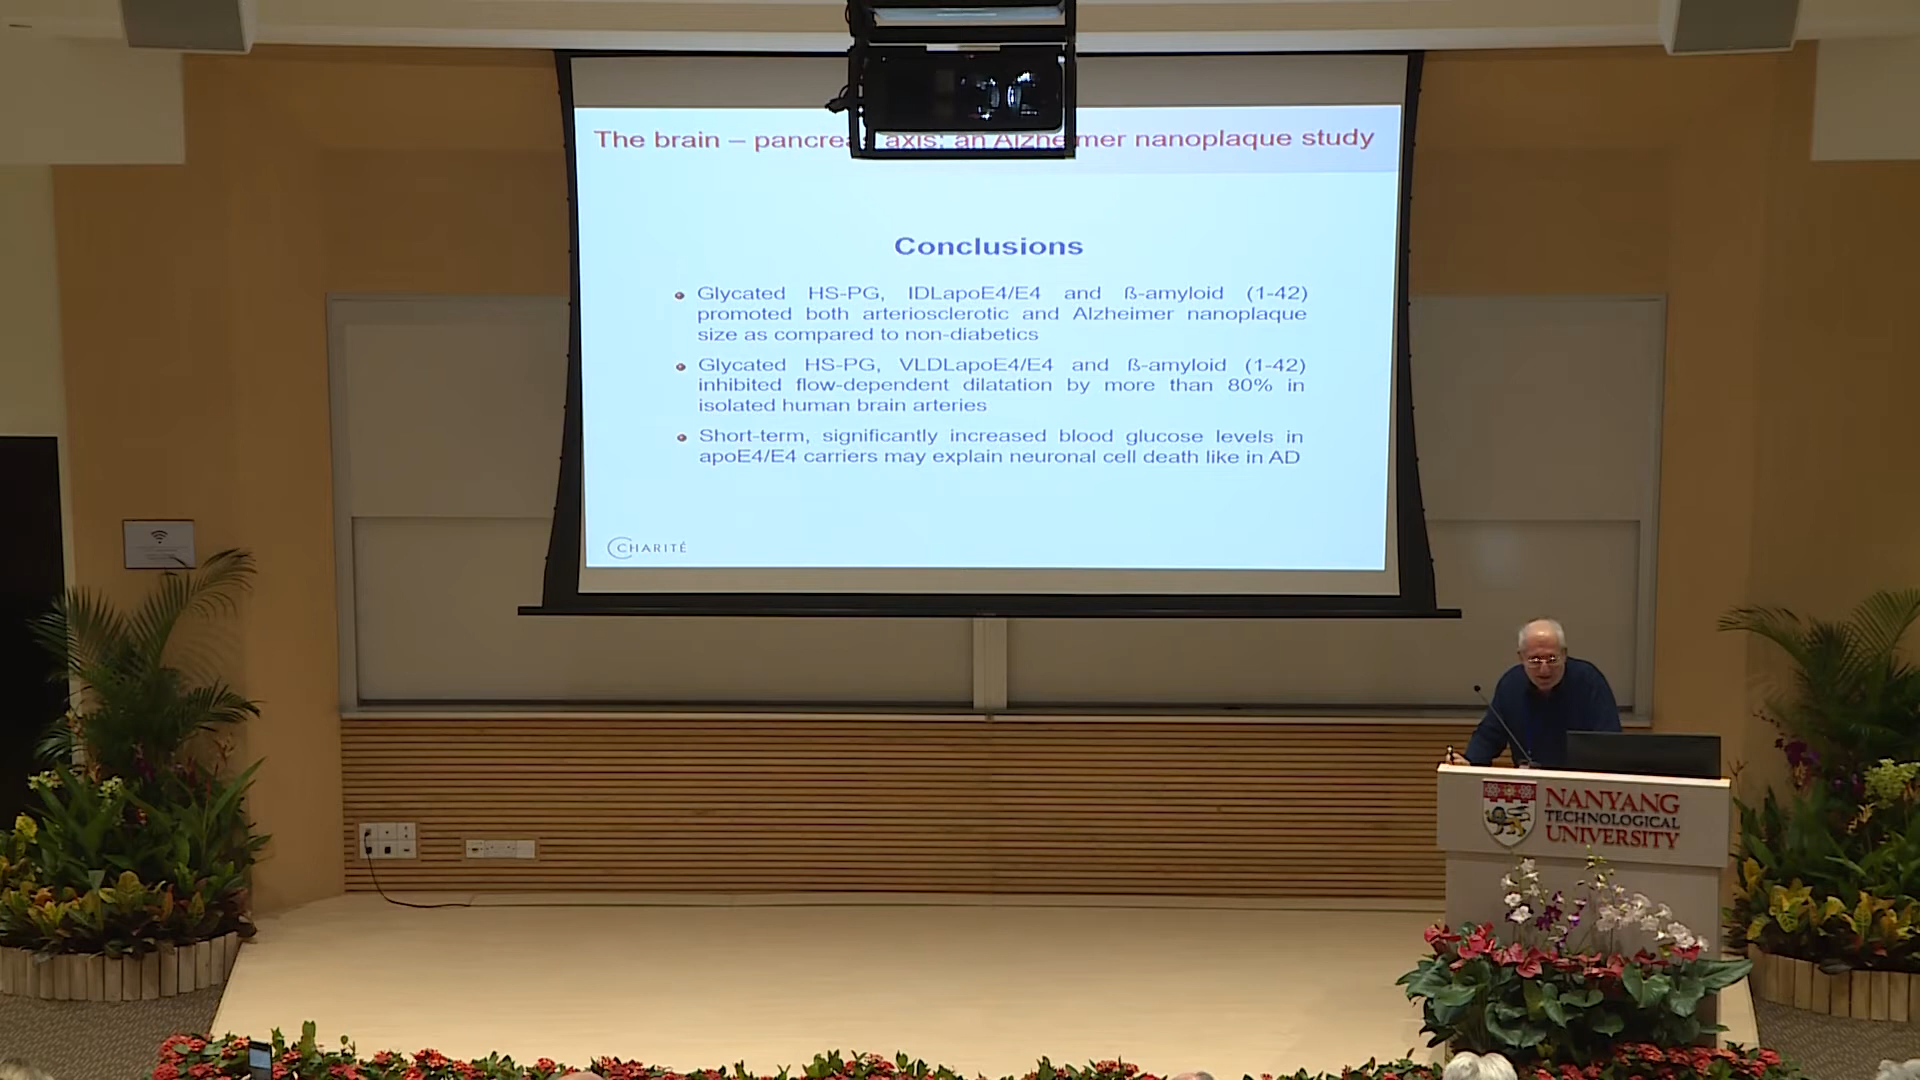 The brain – pancreas axis: an Alzheimer nanoplaque study
Conclusions
Glycated HS-PG, IDLapoE4/E4 and ß-amyloid (1-42)
promoted both arteriosclerotic and Alzheimer nanoplaque
size as compared to non-diabetics
Glycated HS-PG, VLDLapoE4/E4 and ß-amyloid (1-42)
inhibited flow-dependent dilatation by more than 80% in
isolated human brain arteries
Short-term, significantly increased blood glucose levels in
apoE4/E4 carriers may explain neuronal cell death like in AD
CHARITÉ
NANYANG
TECHNOLOGICAL
UNIVERSITY